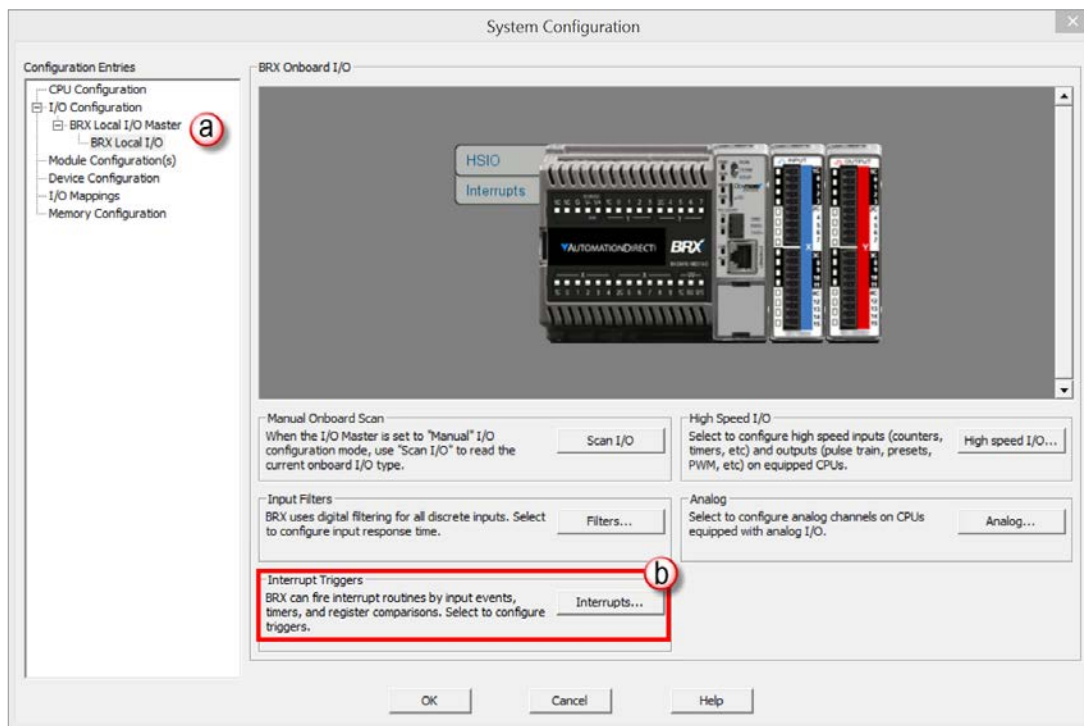 System Configuration
Configuration Entries
CPU Configuration
I/O Configuration
BRX Local I/O Master
BRX Local I/O
Module Configuration(s)
Device Configuration
I/O Mappings
Memory Configuration
a
BRX Onboard I/O
HSIO
Interrupts
AUTOMATIONDIRECT
BRX
INPUT
OUTPUT
X
Y
Manual Onboard Scan
When the I/O Master is set to "Manual" I/O
configuration mode, use "Scan I/O" to read the
current onboard I/O type.
Scan I/O
High Speed I/O
Select to configure high speed inputs (counters,
timers, etc) and outputs (pulse train, presets,
PWM, etc) on equipped CPUs.
High speed I/O...
Input Filters
BRX uses digital filtering for all discrete inputs. Select
to configure input response time.
Filters...
Analog
Select to configure analog channels on CPUs
equipped with analog I/O.
Analog...
b
Interrupt Triggers
BRX can fire interrupt routines by input events,
timers, and register comparisons. Select to configure
triggers.
Interrupts...
OK
Cancel
Help